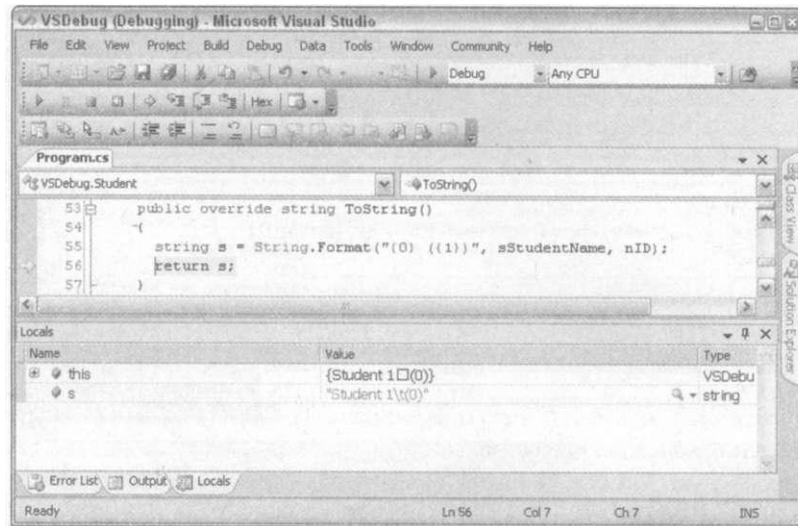 VSDebug (Debugging) - Microsoft Visual Studio
File Edit View Project Build Debug Data Tools Window Community Help
Debug Any CPU
Hex
Program.cs
VSDebug.Student ToString()
53 public override string ToString()
54 {
55 string s = String.Format("{0} ({1})", sStudentName, nID);
56 return s;
57 }
Class View
Solution Explorer
Locals
Name Value Type
this {Student 1□(0)} VSDebu
s "Student 1\t(0)" string
Error List Output Locals
Ready Ln 56 Col 7 Ch 7 INS